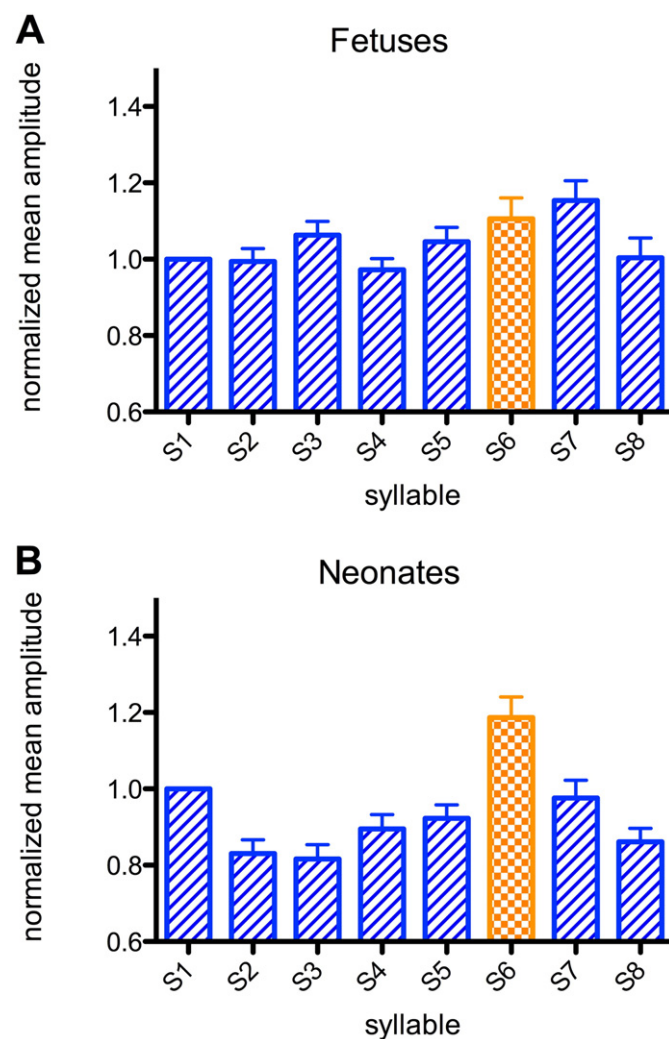 A
Fetuses
normalized mean amplitude
1.4
1.2
1.0
0.8
0.6
S1 S2 S3 S4 S5 S6 S7 S8
syllable
B
Neonates
normalized mean amplitude
1.4
1.2
1.0
0.8
0.6
S1 S2 S3 S4 S5 S6 S7 S8
syllable